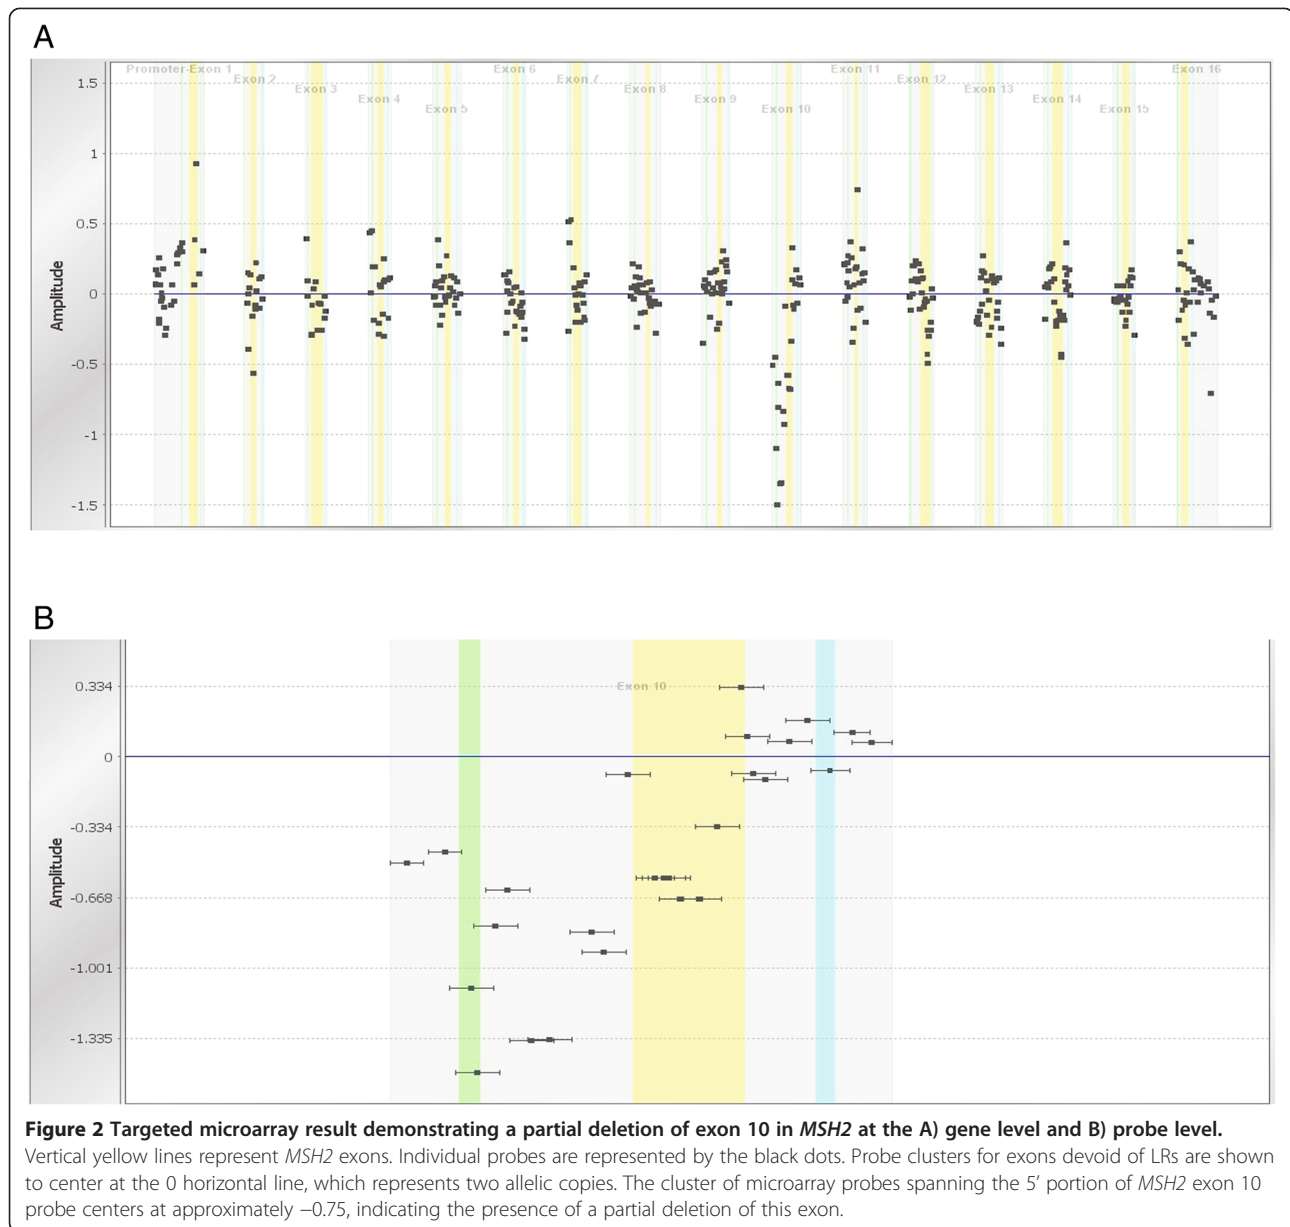 A
Promoter-Exon 1
Exon 6
Exon 11
Exon 16
Exon 2
Exon 7
Exon 12
Exon 3
Exon 8
Exon 13
Exon 4
Exon 9
Exon 14
Exon 5
Exon 10
Exon 15
1.5
1
0.5
0
-0.5
-1
-1.5
Amplitude
B
Exon 10
0.334
0
-0.334
-0.668
-1.001
-1.335
Amplitude
Figure 2 Targeted microarray result demonstrating a partial deletion of exon 10 in MSH2 at the A) gene level and B) probe level.
Vertical yellow lines represent MSH2 exons. Individual probes are represented by the black dots. Probe clusters for exons devoid of LRs are shown
to center at the 0 horizontal line, which represents two allelic copies. The cluster of microarray probes spanning the 5′ portion of MSH2 exon 10
probe centers at approximately −0.75, indicating the presence of a partial deletion of this exon.